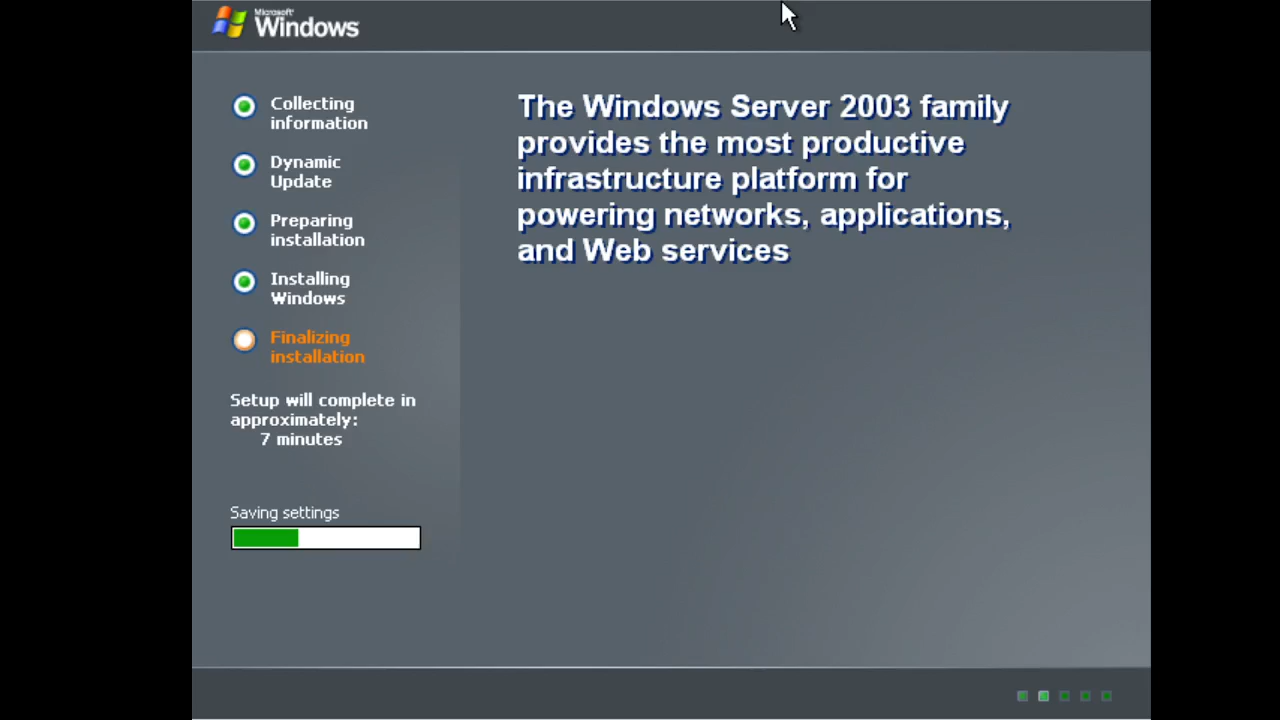 Microsoft
Windows
Collecting
information
Dynamic
Update
Preparing
installation
Installing
Windows
Finalizing
installation
Setup will complete in
approximately:
7 minutes
Saving settings
The Windows Server 2003 family
provides the most productive
infrastructure platform for
powering networks, applications,
and Web services